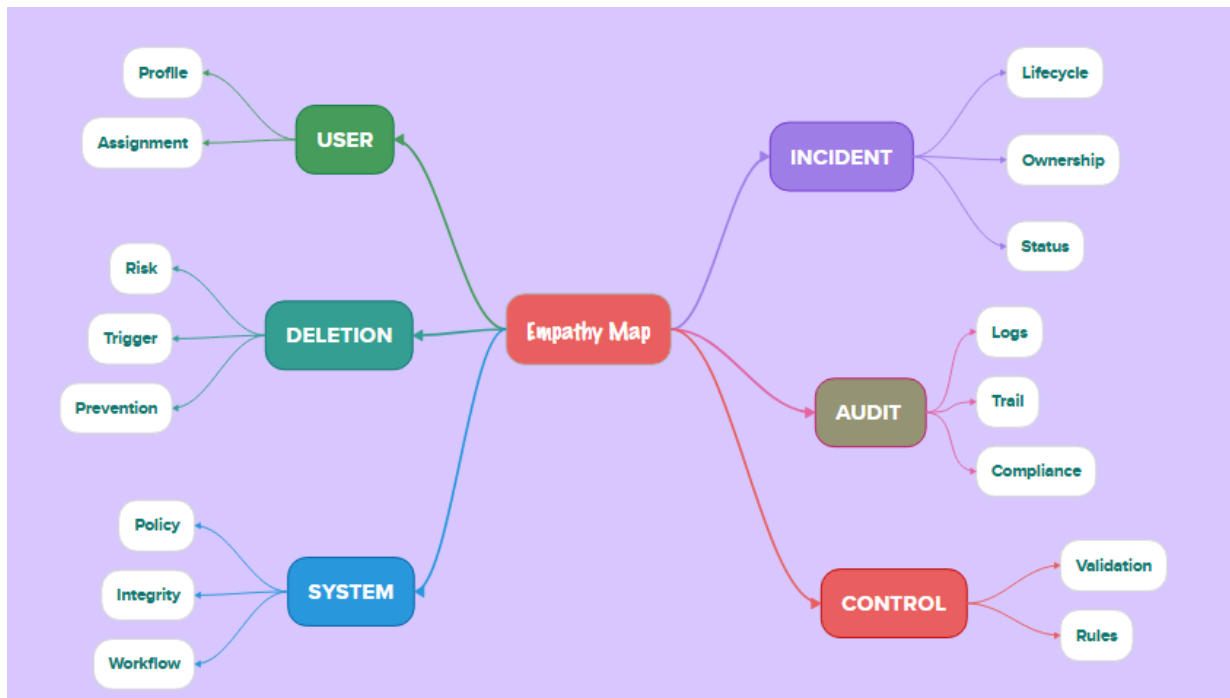 Profile
Assignment
USER
Risk
Trigger
Prevention
DELETION
Policy
Integrity
Workflow
SYSTEM
Empathy Map
INCIDENT
Lifecycle
Ownership
Status
AUDIT
Logs
Trail
Compliance
CONTROL
Validation
Rules